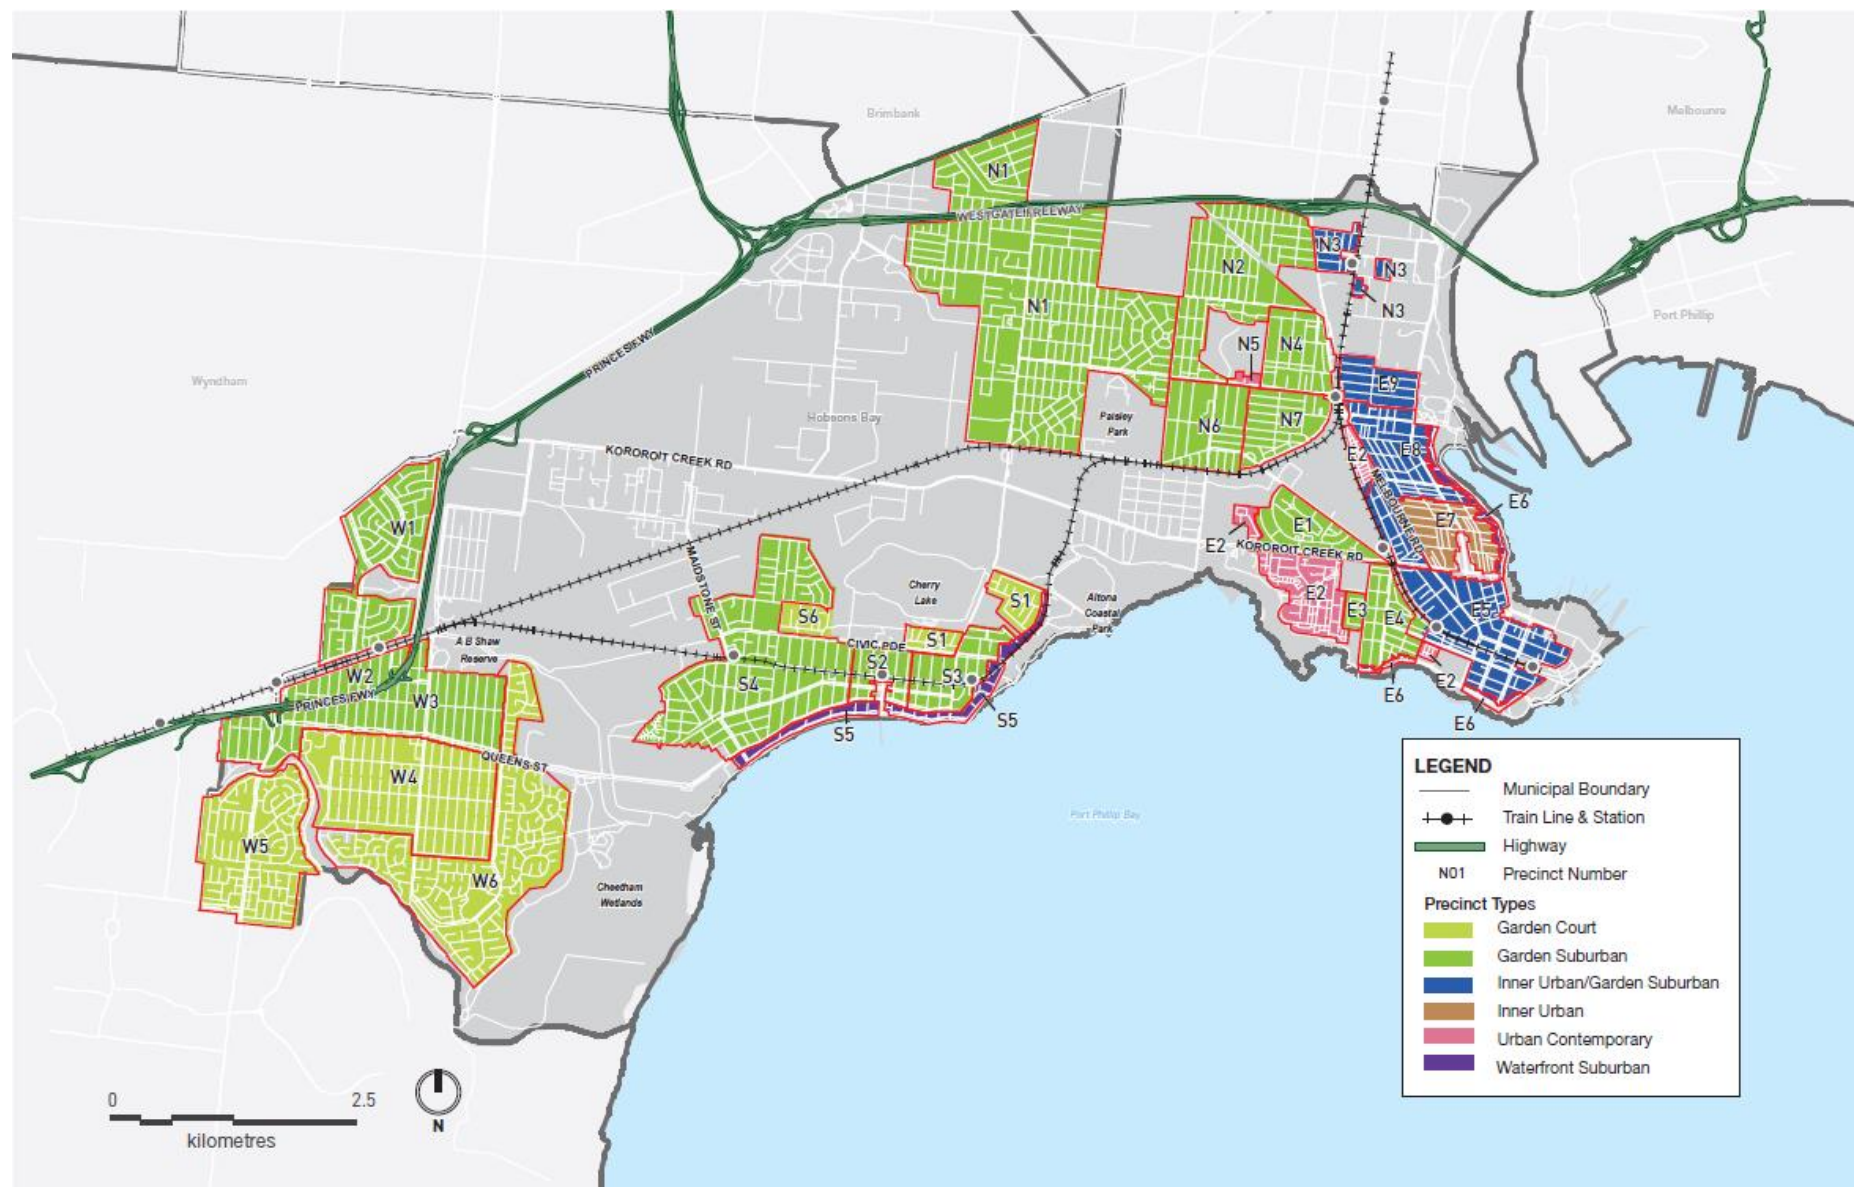 Brimbank
Melbounre
N1
WESTGATE FREEWAY
N3
N2
N3
N1
N3
Port Phillip
PRINCES FWY
N5
N4
Wyndham
E9
Hobsons Bay
Paisley
Park
N6
N7
KOROROIT CREEK RD
E8
E2
MELBOURNE RD
E6
W1
E1
E7
E2
KOROROIT CREEK RD
MAIDSTONE ST
Cherry
Lake
S1
Altona
Coastal
Park
E2
E3
E5
S6
E4
A B Shaw
Reserve
CIVIC PDE
S1
S2
W2
S4
S3
E2
PRINCES FWY
W3
E6
S5
S5
E6
QUEENS ST
W4
Port Phillip Bay
W5
W6
Cheetham
Wetlands
LEGEND
Municipal Boundary
Train Line & Station
Highway
N01 Precinct Number
Precinct Types
Garden Court
Garden Suburban
Inner Urban/Garden Suburban
Inner Urban
Urban Contemporary
Waterfront Suburban
0 2.5
kilometres
N